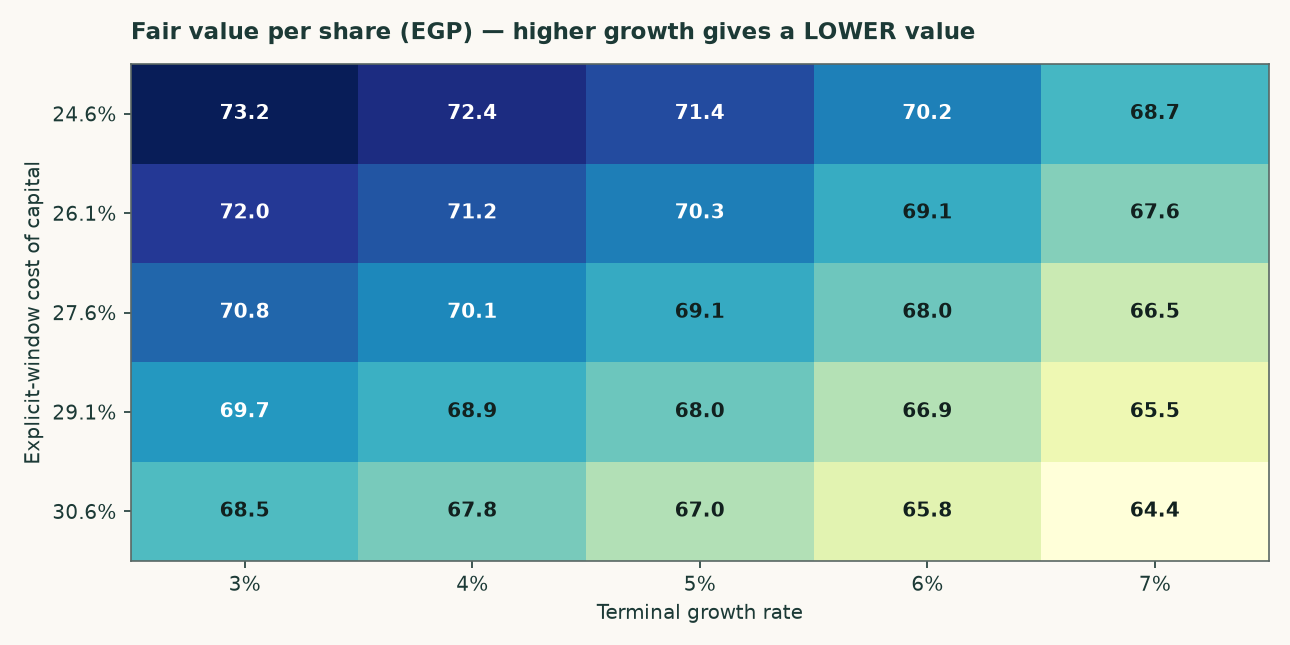 Fair value per share (EGP) — higher growth gives a LOWER value
Explicit-window cost of capital
24.6% 73.2 72.4 71.4 70.2 68.7
26.1% 72.0 71.2 70.3 69.1 67.6
27.6% 70.8 70.1 69.1 68.0 66.5
29.1% 69.7 68.9 68.0 66.9 65.5
30.6% 68.5 67.8 67.0 65.8 64.4
3% 4% 5% 6% 7%
Terminal growth rate